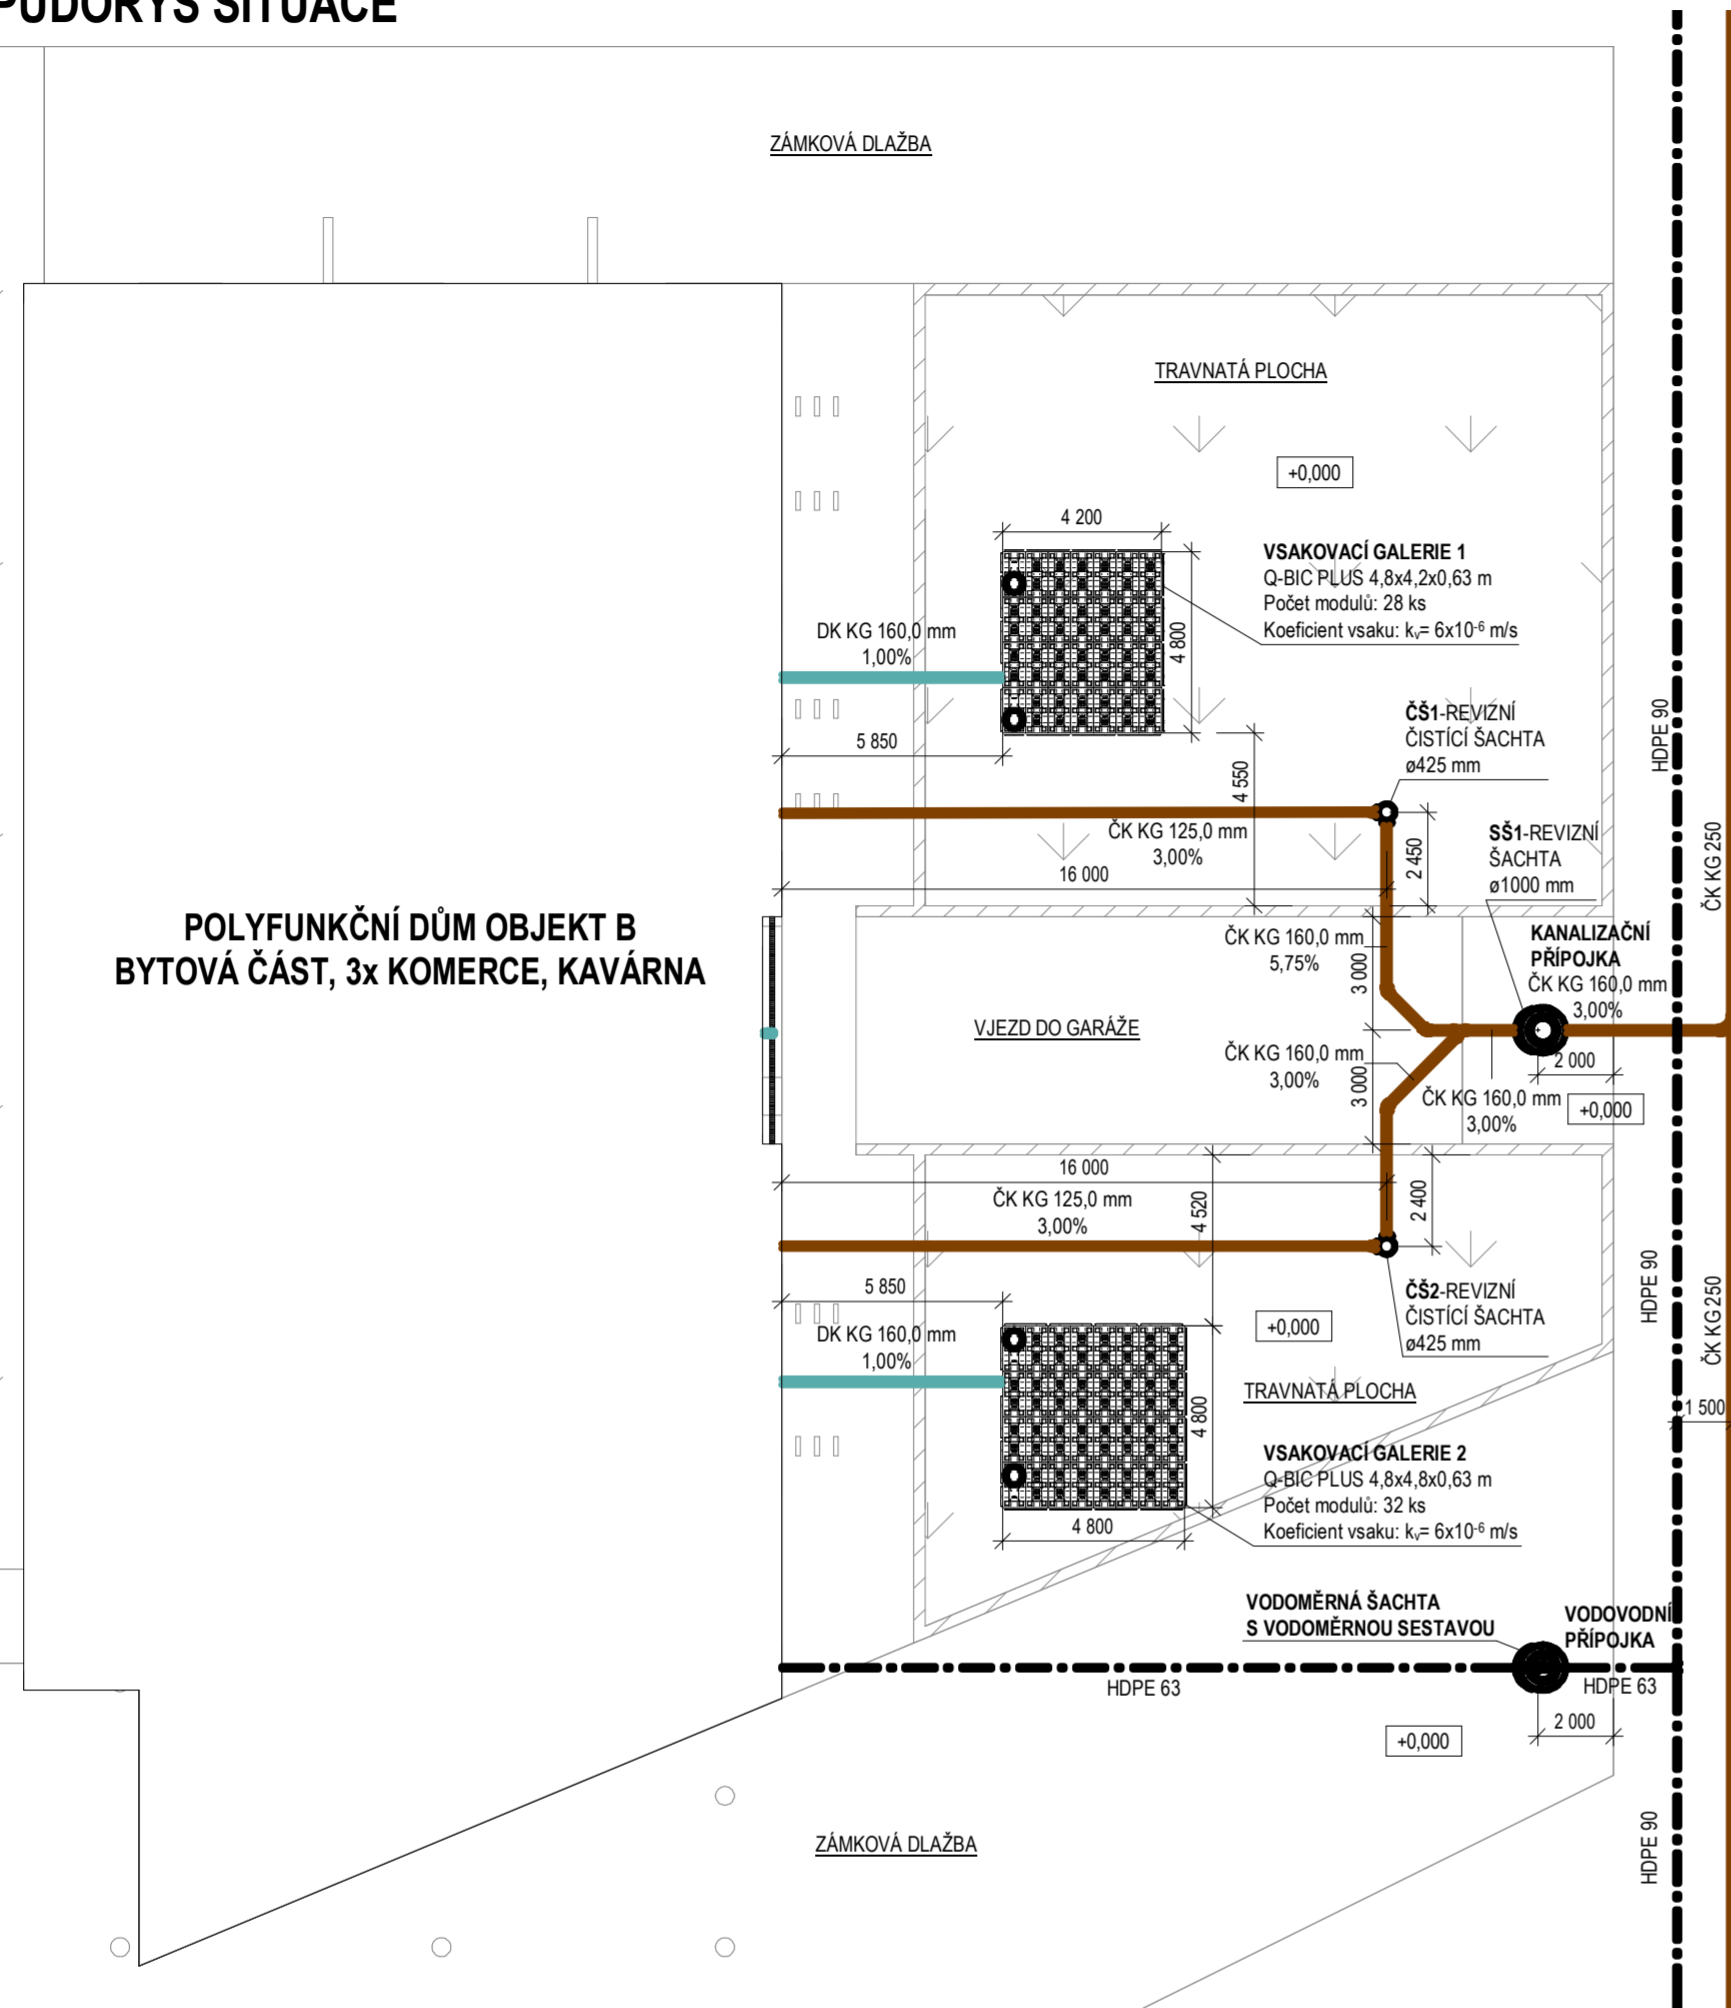 PŮDORYS SITUACE
ZÁMKOVÁ DLAŽBA
TRAVNATÁ PLOCHA
+0,000
4 200
VSAKOVACÍ GALERIE 1
Q-BIC PLUS 4,8x4,2x0,63 m
Počet modulů: 28 ks
Koeficient vsaku: kᵥ= 6x10⁻⁶ m/s
4 800
DK KG 160,0 mm
1,00%
5 850
4 550
ČŠ1-REVIZNÍ
ČISTÍCÍ ŠACHTA
ø425 mm
HDPE 90
ČK KG 125,0 mm
3,00%
16 000
2 450
SŠ1-REVIZNÍ
ŠACHTA
ø1000 mm
ČK KG 250
POLYFUNKČNÍ DŮM OBJEKT B
BYTOVÁ ČÁST, 3x KOMERCE, KAVÁRNA
ČK KG 160,0 mm
5,75%
3 000
KANALIZAČNÍ
PŘÍPOJKA
ČK KG 160,0 mm
3,00%
VJEZD DO GARÁŽE
ČK KG 160,0 mm
3,00%
3 000
2 000
ČK KG 160,0 mm
3,00%
+0,000
16 000
ČK KG 125,0 mm
3,00%
4 520
2 400
HDPE 90
ČK KG 250
5 850
DK KG 160,0 mm
1,00%
+0,000
ČŠ2-REVIZNÍ
ČISTÍCÍ ŠACHTA
ø425 mm
TRAVNATÁ PLOCHA
4 800
1 500
VSAKOVACÍ GALERIE 2
Q-BIC PLUS 4,8x4,8x0,63 m
Počet modulů: 32 ks
Koeficient vsaku: kᵥ= 6x10⁻⁶ m/s
4 800
VODOMĚRNÁ ŠACHTA
S VODOMĚRNOU SESTAVOU
VODOVODNÍ
PŘÍPOJKA
HDPE 63
HDPE 63
2 000
+0,000
ZÁMKOVÁ DLAŽBA
HDPE 90